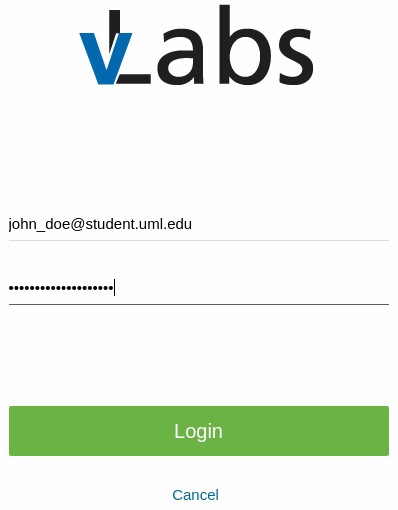 vLabs
john_doe@student.uml.edu
••••••••••••••••••••
Login
Cancel